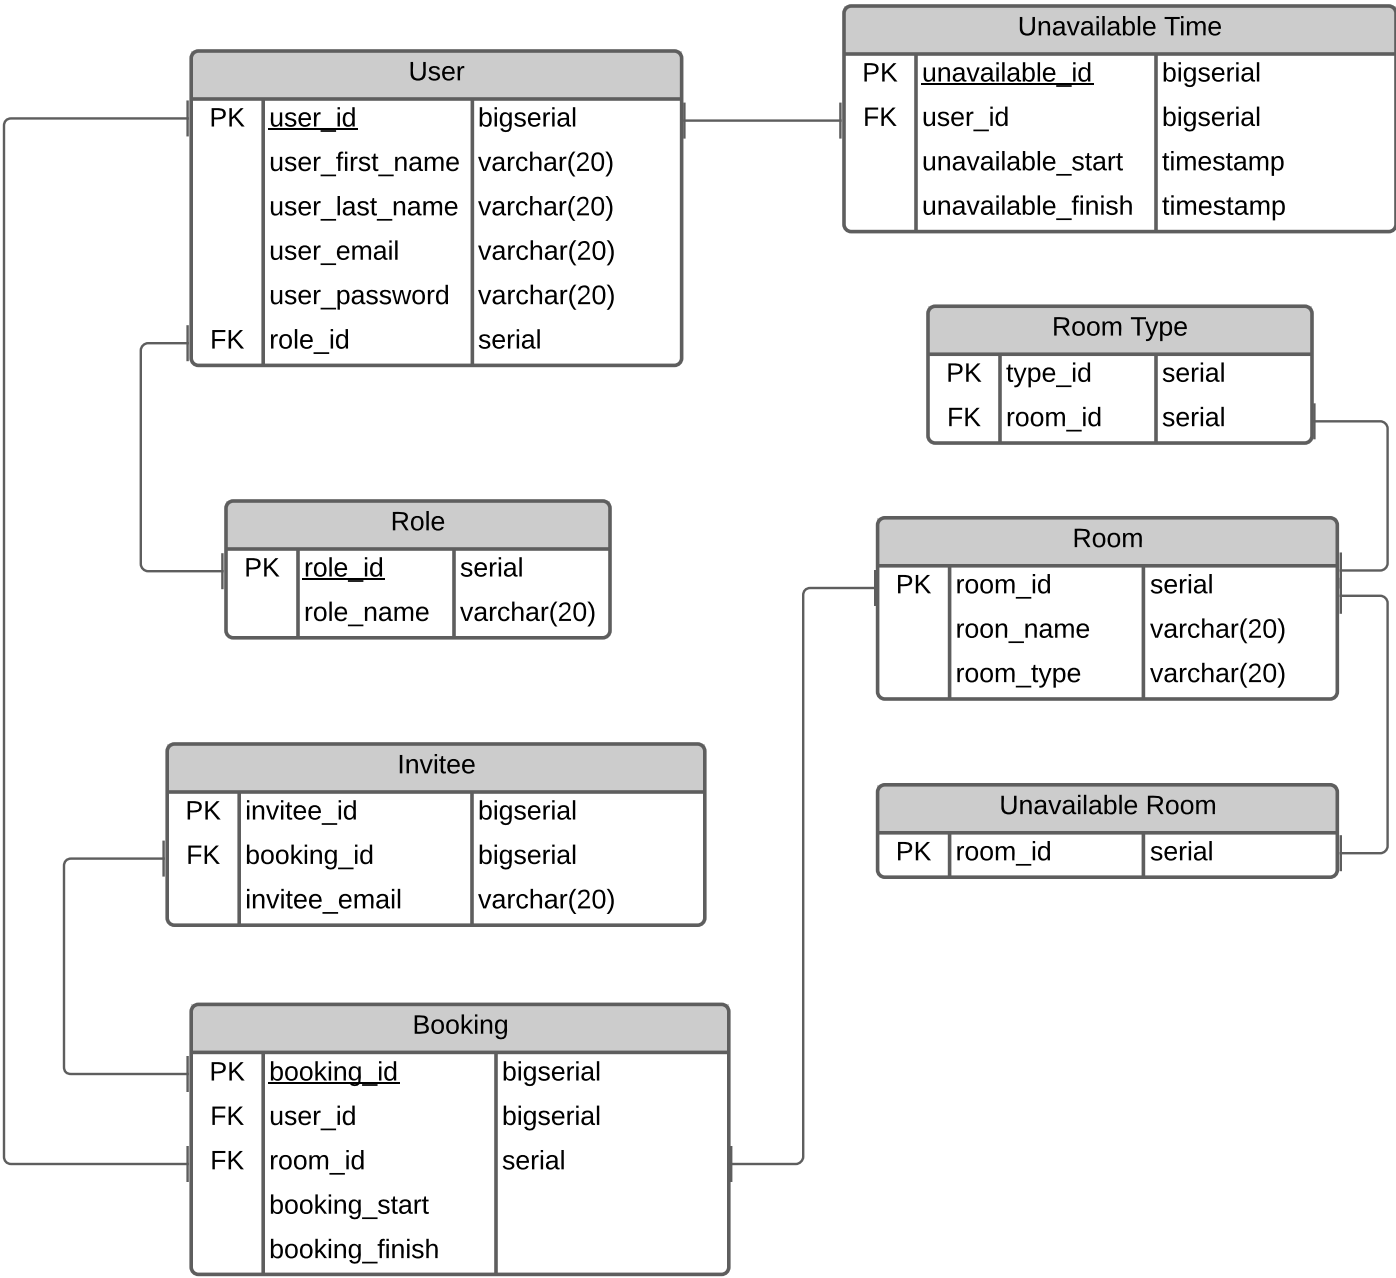 User
PK user_id bigserial
user_first_name varchar(20)
user_last_name varchar(20)
user_email varchar(20)
user_password varchar(20)
FK role_id serial
Unavailable Time
PK unavailable_id bigserial
FK user_id bigserial
unavailable_start timestamp
unavailable_finish timestamp
Room Type
PK type_id serial
FK room_id serial
Role
PK role_id serial
role_name varchar(20)
Room
PK room_id serial
roon_name varchar(20)
room_type varchar(20)
Invitee
PK invitee_id bigserial
FK booking_id bigserial
invitee_email varchar(20)
Unavailable Room
PK room_id serial
Booking
PK booking_id bigserial
FK user_id bigserial
FK room_id serial
booking_start
booking_finish